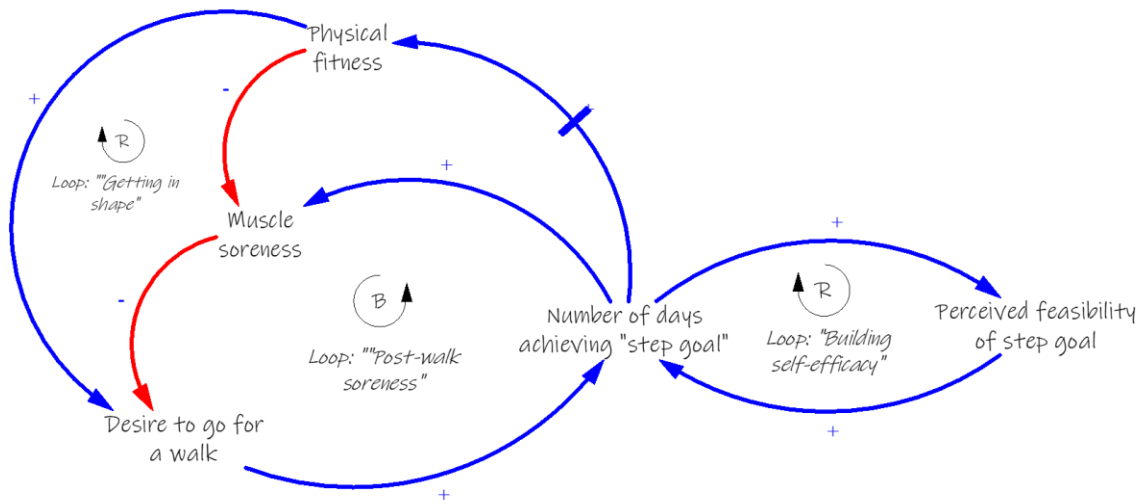 Physical
fitness
+
-
R
Loop: ""Getting in
shape"
+
Muscle
soreness
+
R
B
-
Number of days
achieving "step goal"
Perceived feasibility
of step goal
Loop: "Building
self-efficacy"
Loop: ""Post-walk
soreness"
Desire to go for
a walk
+
+